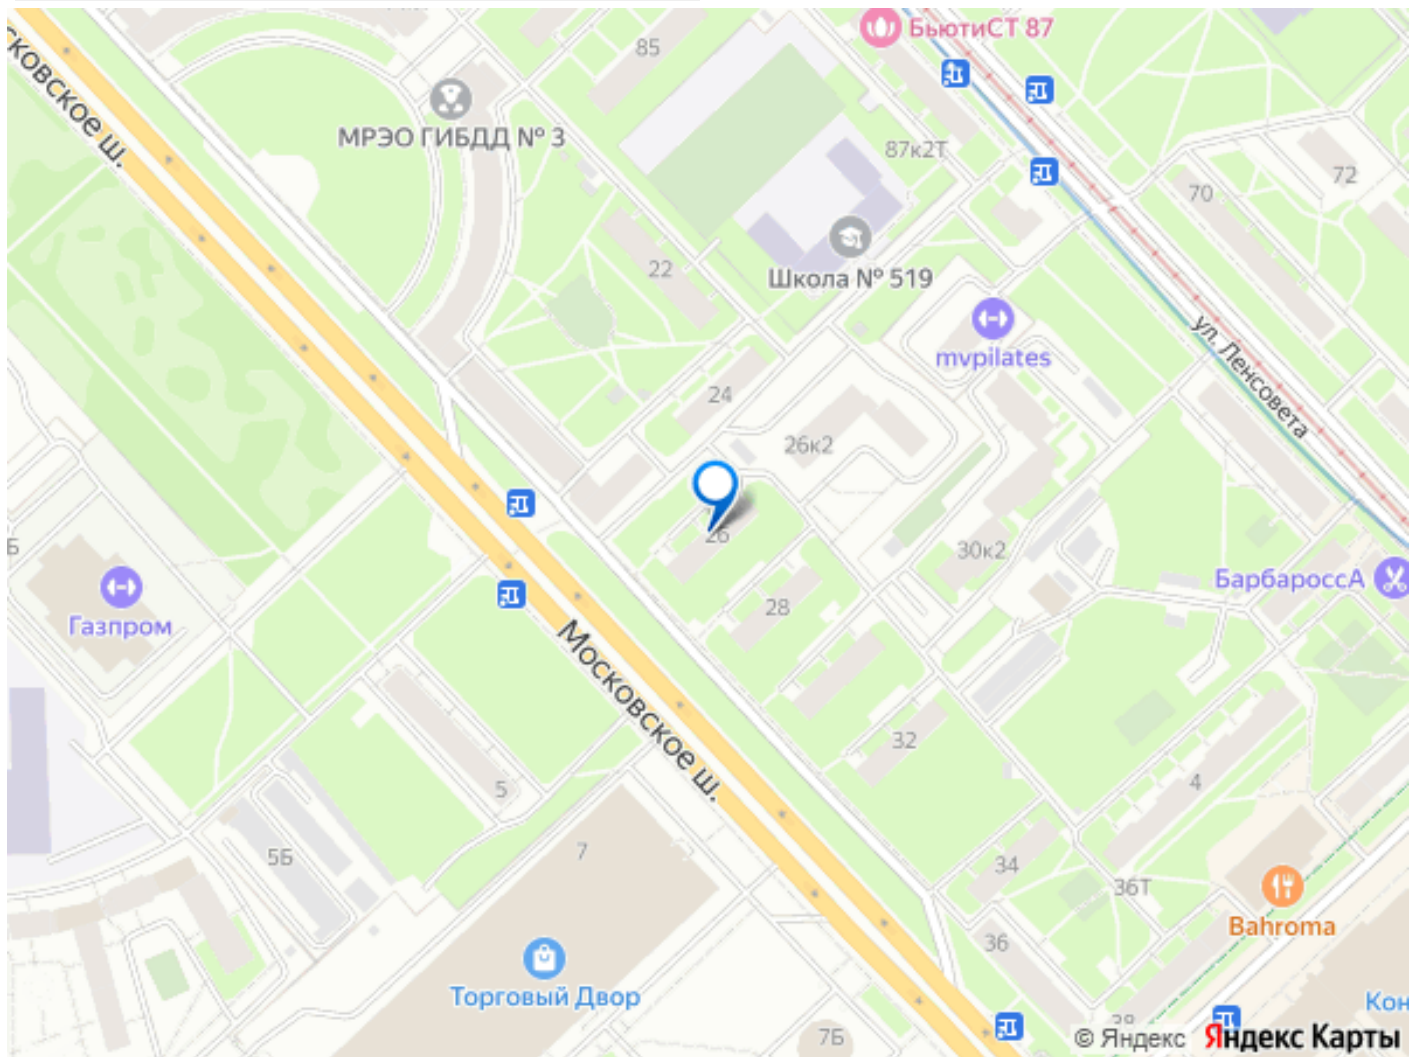 БьютиСТ 87
85
МРЭО ГИБДД № 3
87к2Т
72
70
22
Школа № 519
mvpilates
ул. Ленсовета
24
26к2
26
30к2
БарбароссА
28
Газпром
Московское ш.
32
4
5
7
5Б
34
36Т
Bahroma
36
Торговый Двор
7Б
© Яндекс Яндекс Карты